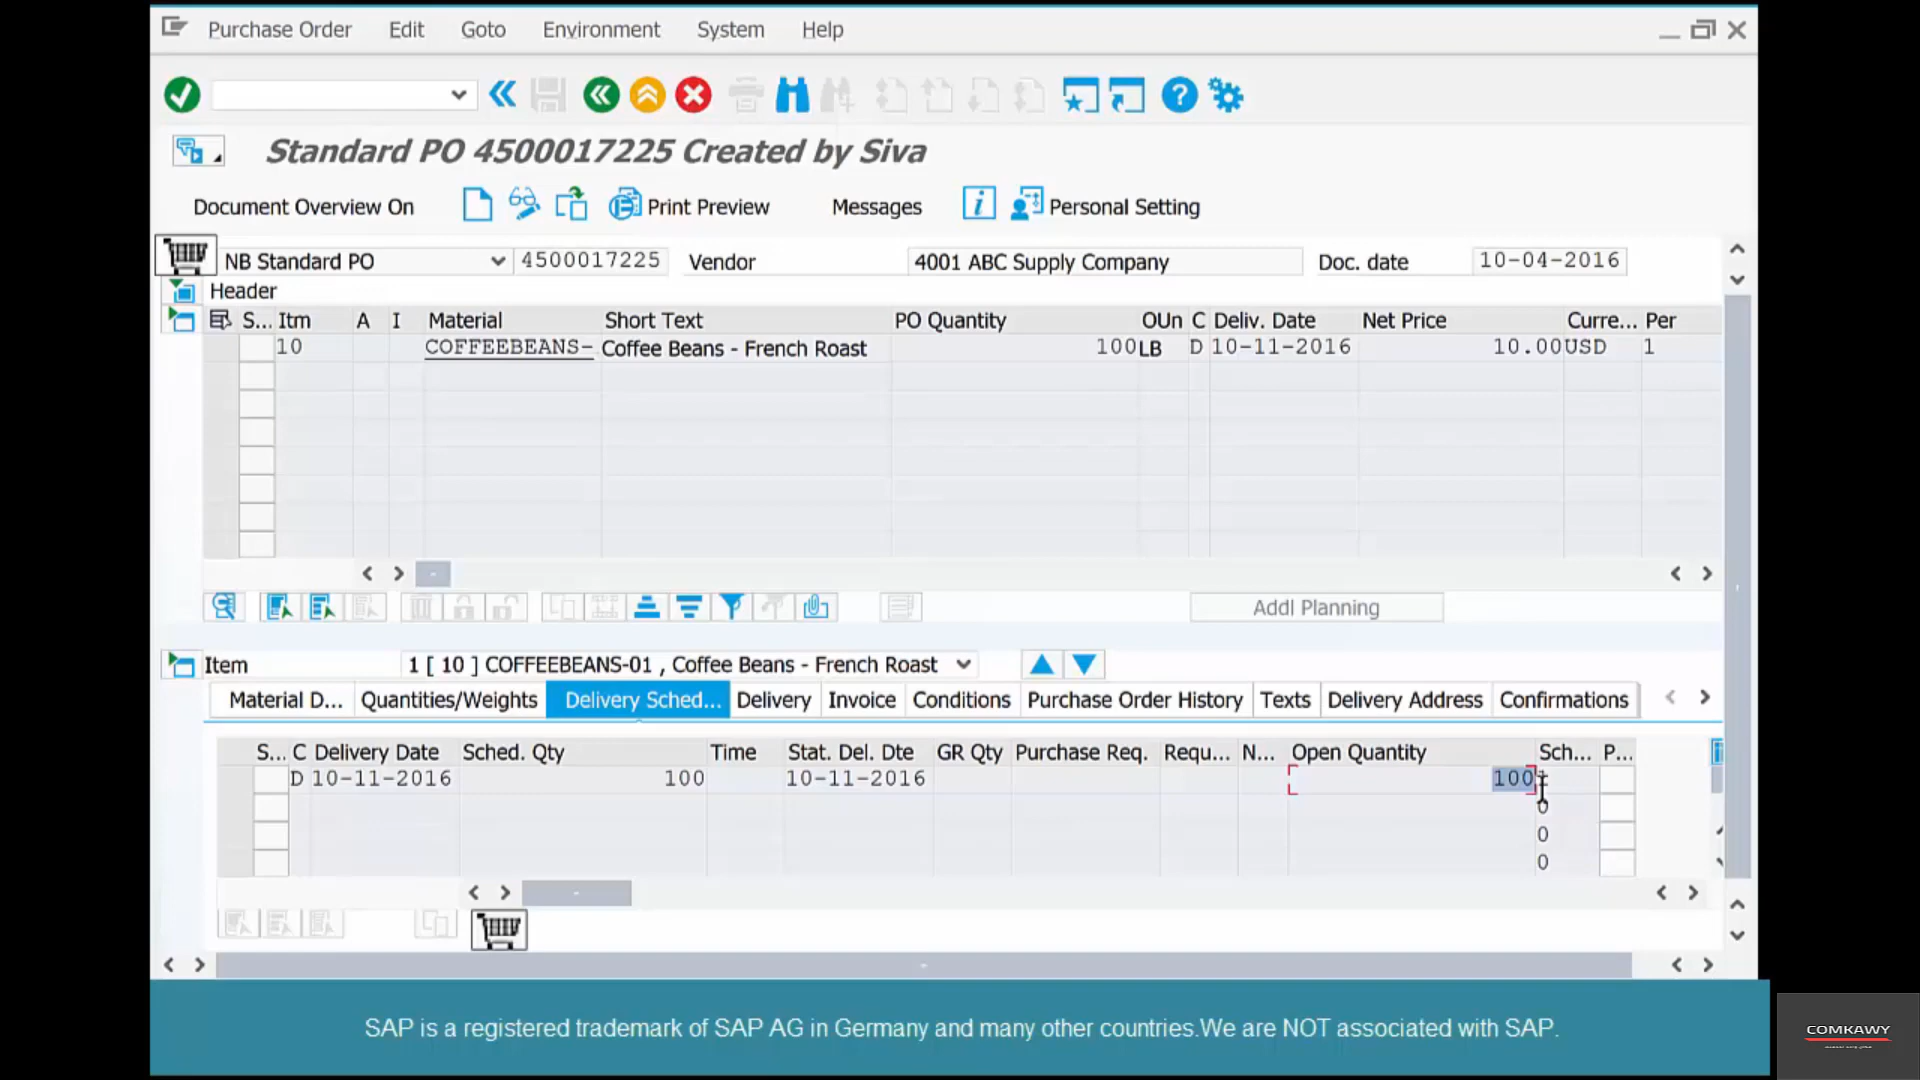 Purchase Order Edit Goto Environment System Help
Standard PO 4500017225 Created by Siva
Document Overview On Print Preview Messages Personal Setting
NB Standard PO 4500017225 Vendor 4001 ABC Supply Company Doc. date 10-04-2016
Header
S... Itm A I Material Short Text PO Quantity OUn C Deliv. Date Net Price Curre... Per
10 COFFEEBEANS- Coffee Beans - French Roast 100 LB D 10-11-2016 10.00 USD 1
Addl Planning
Item 1 [ 10 ] COFFEEBEANS-01 , Coffee Beans - French Roast
Material D... Quantities/Weights Delivery Sched... Delivery Invoice Conditions Purchase Order History Texts Delivery Address Confirmations
S... C Delivery Date Sched. Qty Time Stat. Del. Dte GR Qty Purchase Req. Requ... N... Open Quantity Sch... P...
D 10-11-2016 100 10-11-2016 100
0
0
0
SAP is a registered trademark of SAP AG in Germany and many other countries.We are NOT associated with SAP.
COMKAWY